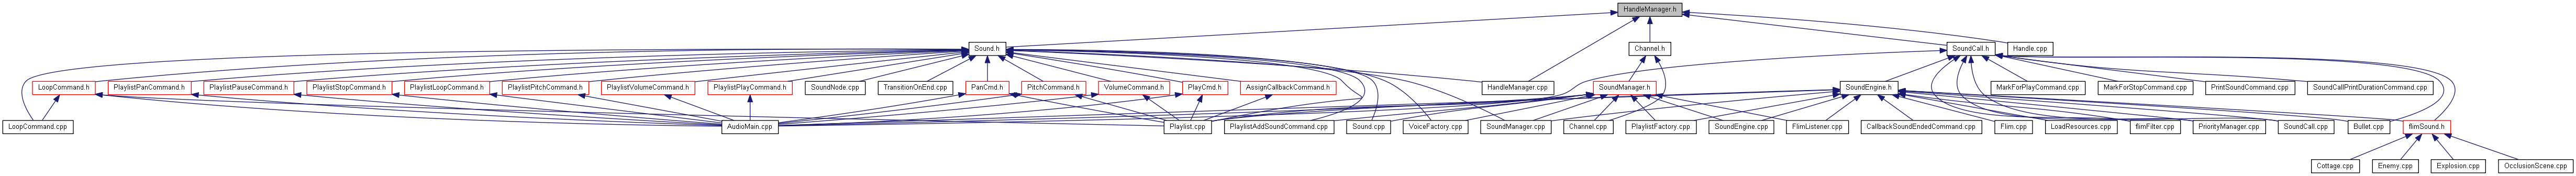 HandleManager.h
Sound.h
Channel.h
SoundCall.h
Handle.cpp
LoopCommand.h
PlaylistPanCommand.h
PlaylistPauseCommand.h
PlaylistStopCommand.h
PlaylistLoopCommand.h
PlaylistPitchCommand.h
PlaylistVolumeCommand.h
PlaylistPlayCommand.h
SoundNode.cpp
TransitionOnEnd.cpp
PanCmd.h
PitchCommand.h
VolumeCommand.h
PlayCmd.h
AssignCallbackCommand.h
HandleManager.cpp
SoundManager.h
SoundEngine.h
MarkForPlayCommand.cpp
MarkForStopCommand.cpp
PrintSoundCommand.cpp
SoundCallPrintDurationCommand.cpp
LoopCommand.cpp
AudioMain.cpp
Playlist.cpp
PlaylistAddSoundCommand.cpp
Sound.cpp
VoiceFactory.cpp
SoundManager.cpp
Channel.cpp
PlaylistFactory.cpp
SoundEngine.cpp
FlimListener.cpp
CallbackSoundEndedCommand.cpp
Flim.cpp
LoadResources.cpp
flimFilter.cpp
PriorityManager.cpp
SoundCall.cpp
Bullet.cpp
flimSound.h
Cottage.cpp
Enemy.cpp
Explosion.cpp
OcclusionScene.cpp